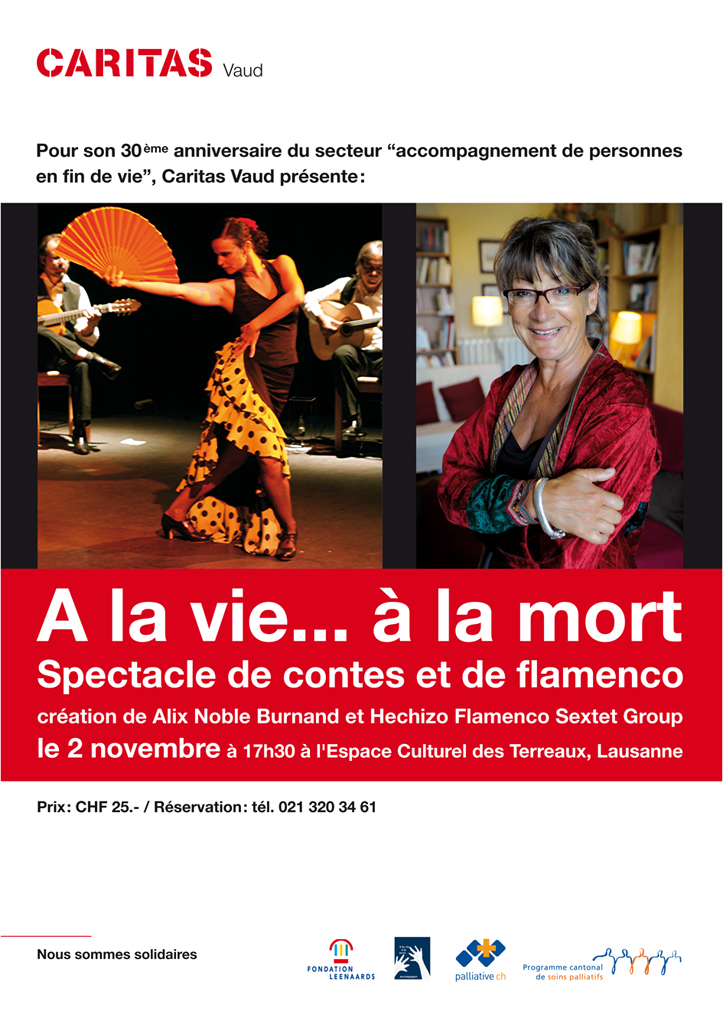 CARITAS Vaud
Pour son 30ème anniversaire du secteur “accompagnement de personnes
en fin de vie”, Caritas Vaud présente:
A la vie... à la mort
Spectacle de contes et de flamenco
création de Alix Noble Burnand et Hechizo Flamenco Sextet Group
le 2 novembre à 17h30 à l'Espace Culturel des Terreaux, Lausanne
Prix: CHF 25.- / Réservation: tél. 021 320 34 61
Nous sommes solidaires
FONDATION
LEENAARDS
palliative ch
Programme cantonal
de soins palliatifs